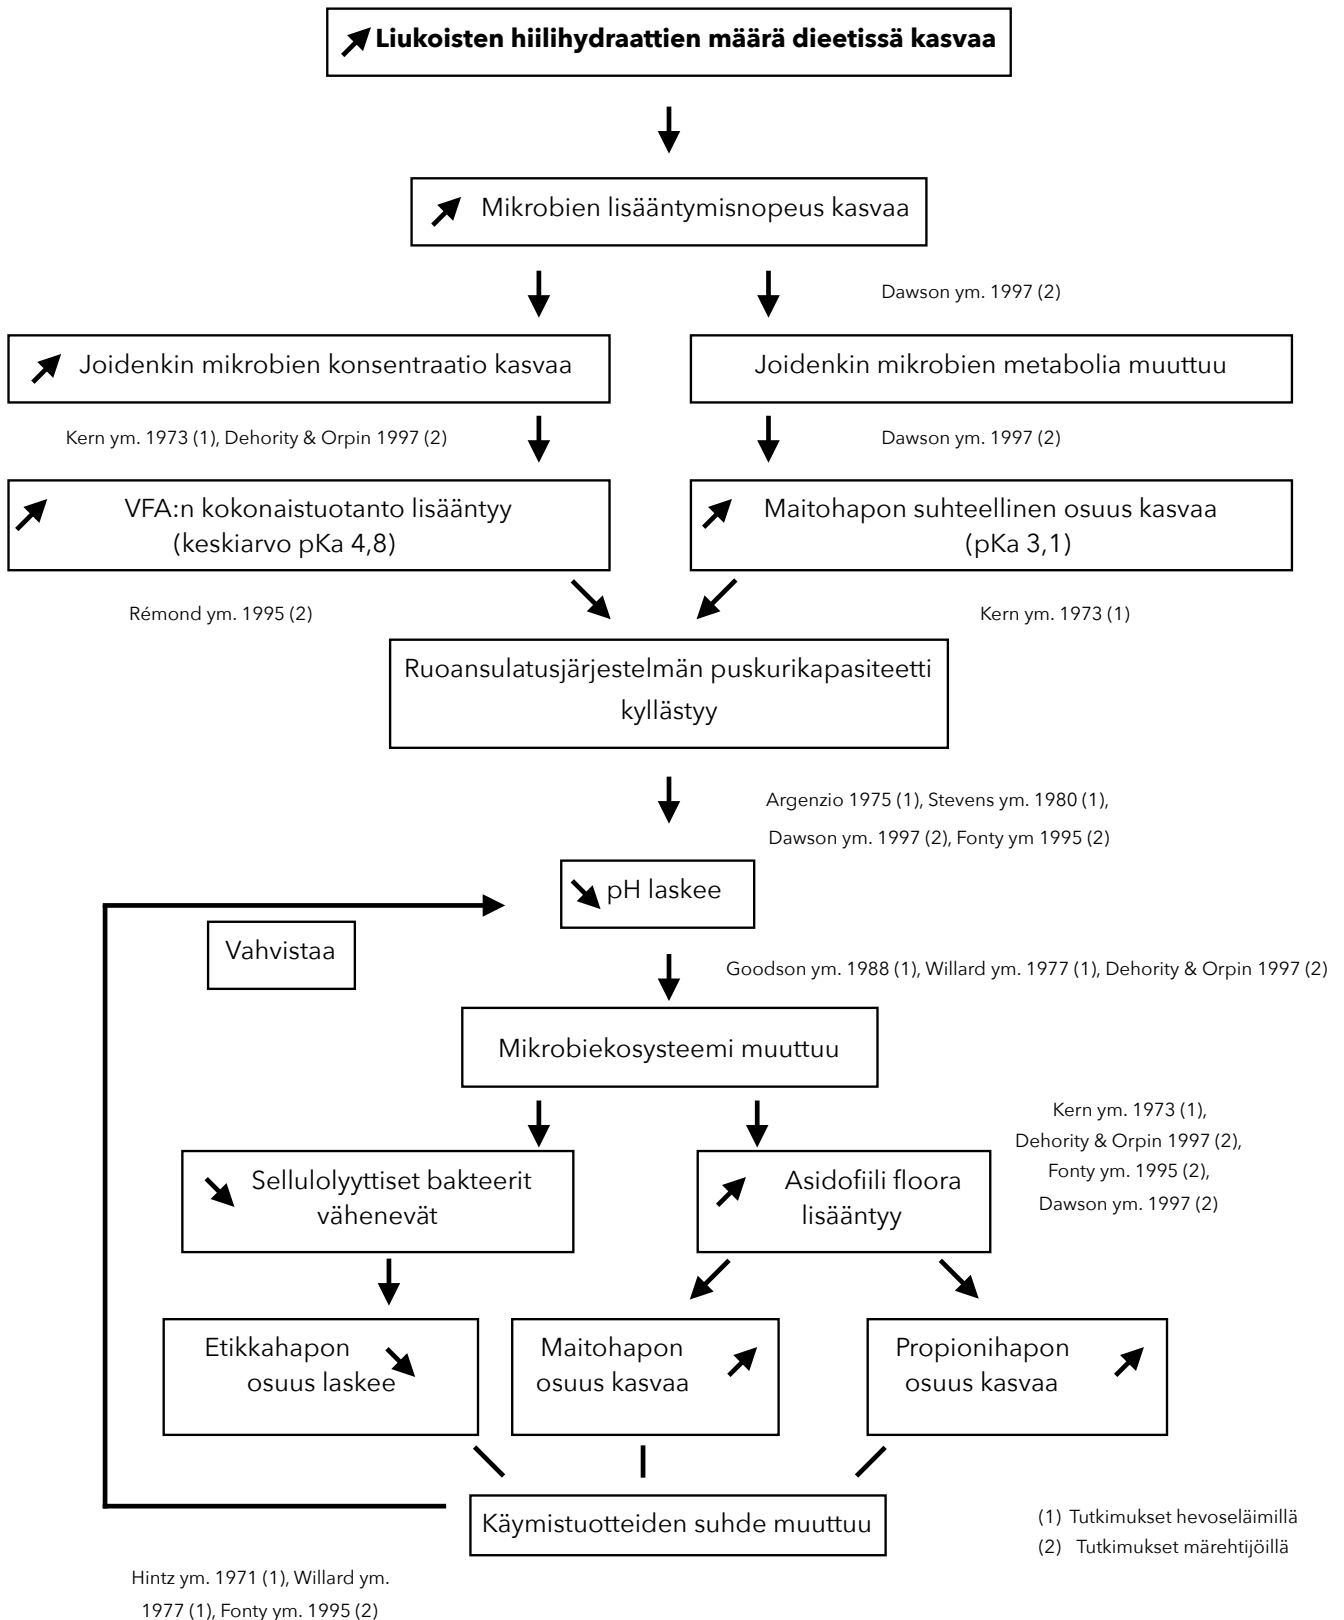 Liukoisten hiilihydraattien määrä dieetissä kasvaa
Mikrobien lisääntymisnopeus kasvaa
Dawson ym. 1997 (2)
Joidenkin mikrobien konsentraatio kasvaa
Joidenkin mikrobien metabolia muuttuu
Kern ym. 1973 (1), Dehority & Orpin 1997 (2)
Dawson ym. 1997 (2)
VFA:n kokonaistuotanto lisääntyy
(keskiarvo pKa 4,8)
Maitohapon suhteellinen osuus kasvaa
(pKa 3,1)
Rémond ym. 1995 (2)
Kern ym. 1973 (1)
Ruoansulatusjärjestelmän puskurikapasiteetti
kyllästyy
Argenzio 1975 (1), Stevens ym. 1980 (1),
Dawson ym. 1997 (2), Fonty ym 1995 (2)
pH laskee
Vahvistaa
Goodson ym. 1988 (1), Willard ym. 1977 (1), Dehority & Orpin 1997 (2)
Mikrobiekosysteemi muuttuu
Kern ym. 1973 (1),
Dehority & Orpin 1997 (2),
Fonty ym. 1995 (2),
Dawson ym. 1997 (2)
Sellulolyyttiset bakteerit
vähenevät
Asidofiili floora
lisääntyy
Etikkahapon
osuus laskee
Maitohapon
osuus kasvaa
Propionihapon
osuus kasvaa
Käymistuotteiden suhde muuttuu
(1) Tutkimukset hevoseläimillä
(2) Tutkimukset märehtijöillä
Hintz ym. 1971 (1), Willard ym.
1977 (1), Fonty ym. 1995 (2)